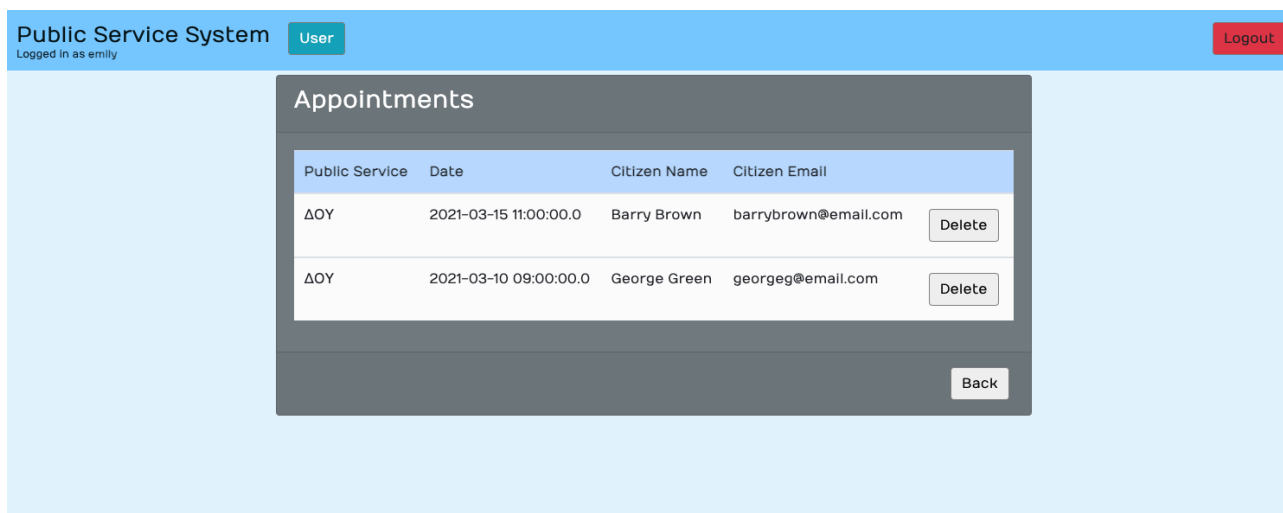 Public Service System User Logout
Logged in as emily
Appointments
Public Service Date Citizen Name Citizen Email
ΔΟΥ 2021-03-15 11:00:00.0 Barry Brown barrybrown@email.com Delete
ΔΟΥ 2021-03-10 09:00:00.0 George Green georgeg@email.com Delete
Back